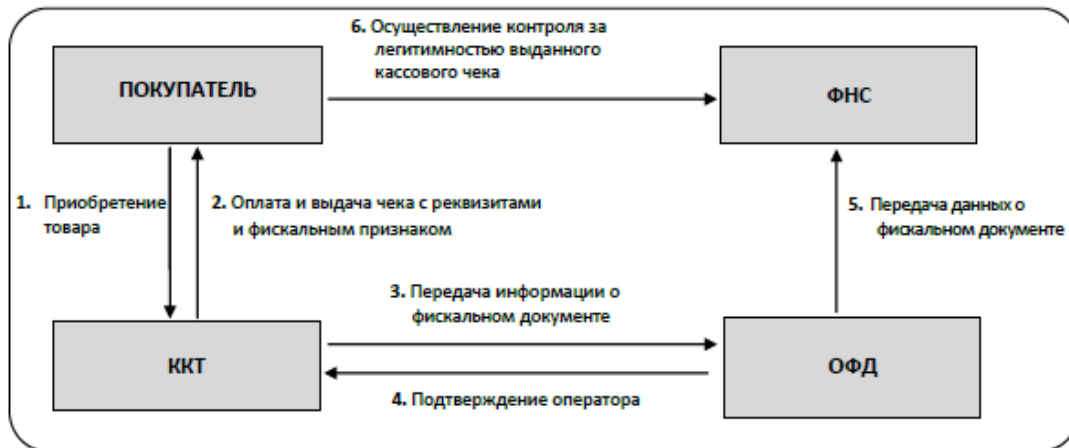 6. Осуществление контроля за
легитимностью выданного
кассового чека
ПОКУПАТЕЛЬ
ФНС
1. Приобретение
товара
2. Оплата и выдача чека с реквизитами
и фискальным признаком
5. Передача данных о
фискальном документе
3. Передача информации о
фискальном документе
ККТ
ОФД
4. Подтверждение оператора